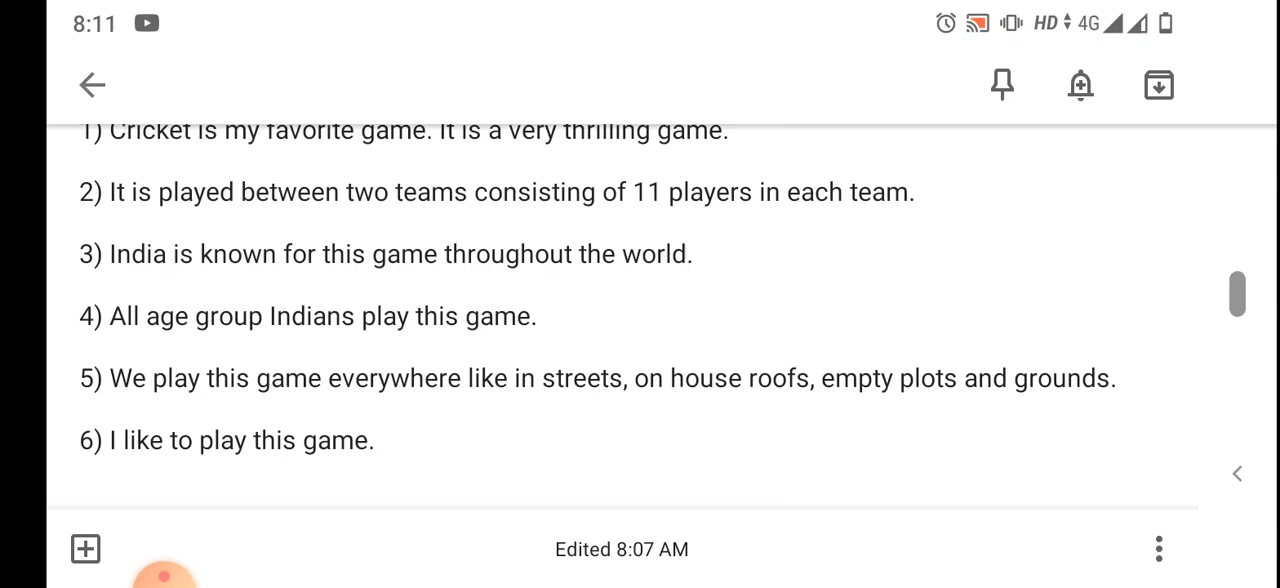 8:11 HD 4G
1) Cricket is my favorite game. It is a very thrilling game.
2) It is played between two teams consisting of 11 players in each team.
3) India is known for this game throughout the world.
4) All age group Indians play this game.
5) We play this game everywhere like in streets, on house roofs, empty plots and grounds.
6) I like to play this game.
Edited 8:07 AM